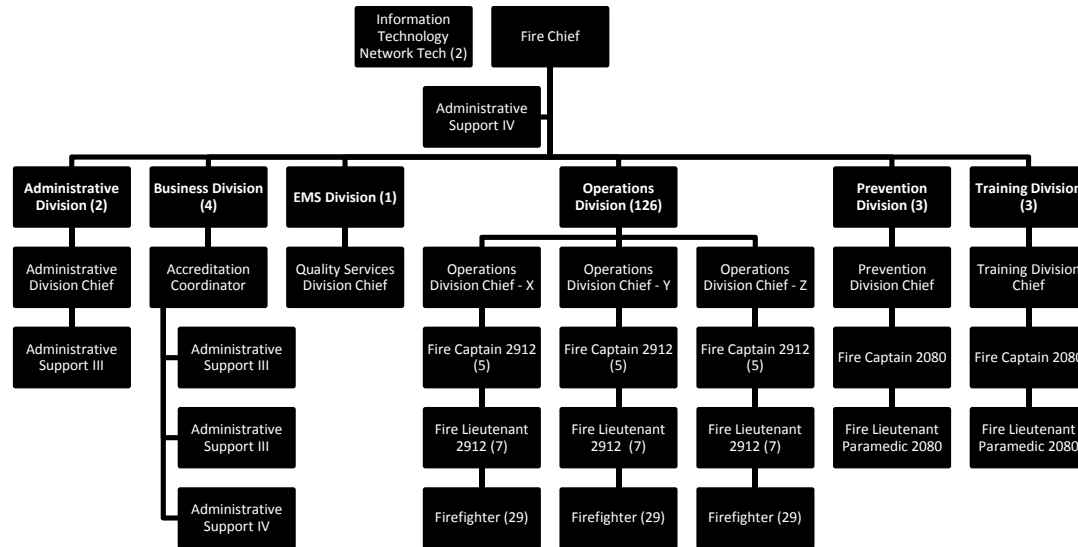 Information
Technology
Network Tech (2)
Fire Chief
Administrative
Support IV
Administrative
Division (2)
Business Division
(4)
EMS Division (1)
Operations
Division (126)
Prevention
Division (3)
Training Division
(3)
Administrative
Division Chief
Accreditation
Coordinator
Quality Services
Division Chief
Operations
Division Chief - X
Operations
Division Chief - Y
Operations
Division Chief - Z
Prevention
Division Chief
Training Division
Chief
Administrative
Support III
Administrative
Support III
Fire Captain 2912
(5)
Fire Captain 2912
(5)
Fire Captain 2912
(5)
Fire Captain 2080
Fire Captain 2080
Administrative
Support III
Fire Lieutenant
2912 (7)
Fire Lieutenant
2912 (7)
Fire Lieutenant
2912 (7)
Fire Lieutenant
Paramedic 2080
Fire Lieutenant
Paramedic 2080
Administrative
Support IV
Firefighter (29)
Firefighter (29)
Firefighter (29)